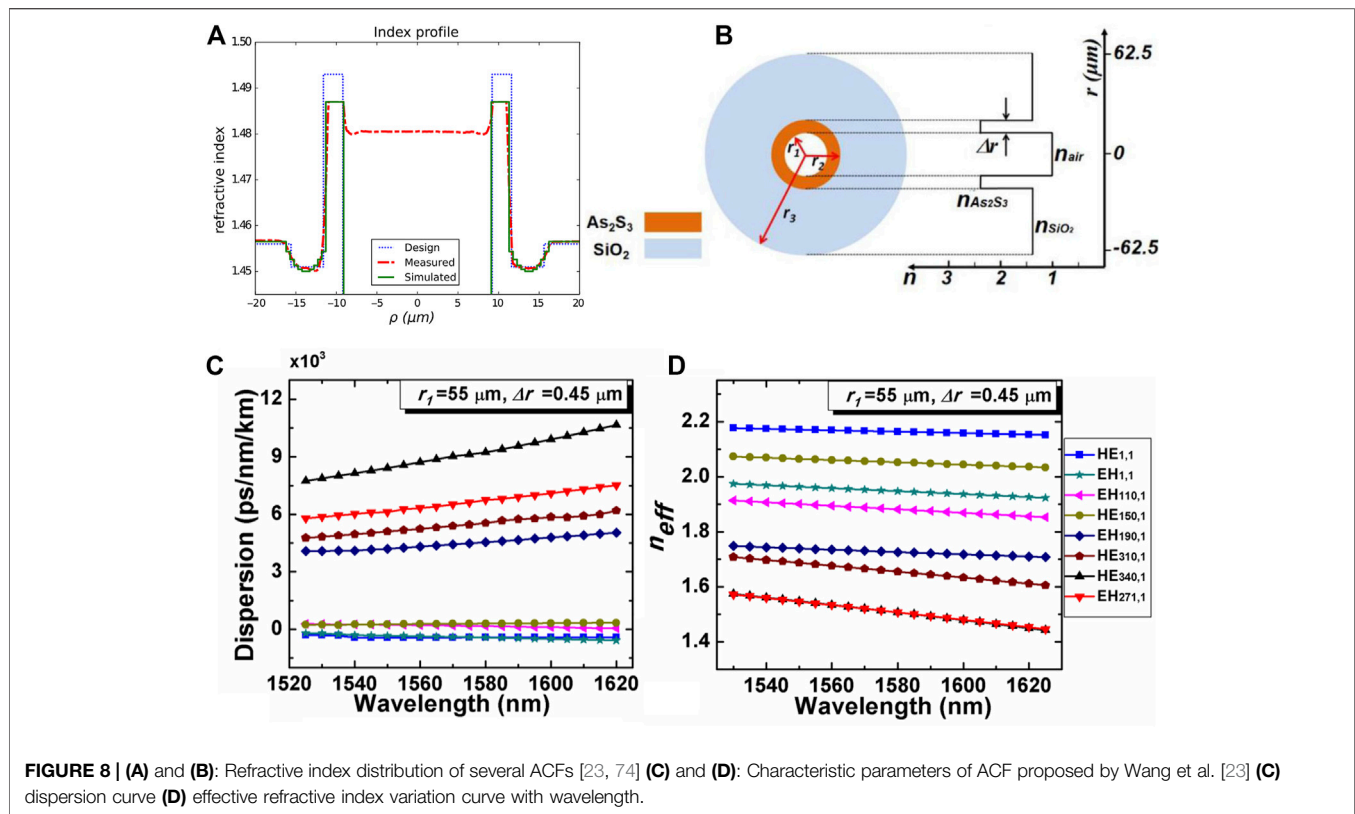 A
Index profile
1.50
1.49
1.48
1.47
1.46
1.45
refractive index
Design
Measured
Simulated
−20 −15 −10 −5 0 5 10 15 20
ρ (μm)
B
r1
r2
r3
Δr
nair
nAs2S3
nSiO2
As2S3
SiO2
r (μm)
62.5
0
-62.5
n 3 2 1
C
x10³
r1=55 μm, Δr =0.45 μm
12
9
6
3
0
Dispersion (ps/nm/km)
1520 1540 1560 1580 1600 1620
Wavelength (nm)
D
r1=55 μm, Δr =0.45 μm
2.2
2.0
1.8
1.6
1.4
neff
1540 1560 1580 1600 1620
Wavelength (nm)
HE1,1
EH1,1
EH110,1
HE150,1
EH190,1
HE310,1
HE340,1
EH271,1
FIGURE 8 | (A) and (B): Refractive index distribution of several ACFs [23, 74] (C) and (D): Characteristic parameters of ACF proposed by Wang et al. [23] (C)
dispersion curve (D) effective refractive index variation curve with wavelength.